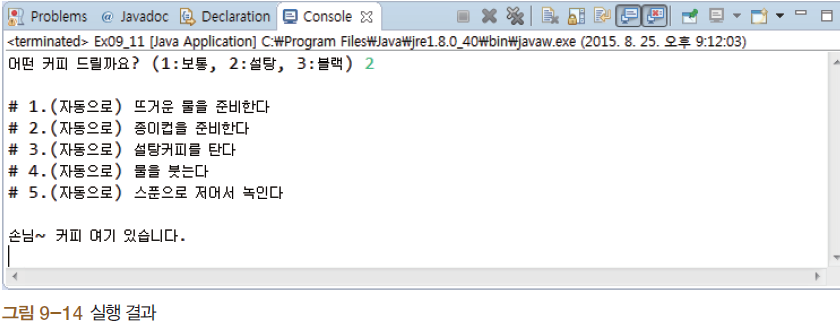 Problems @ Javadoc Declaration Console
<terminated> Ex09_11 [Java Application] C:₩Program Files₩Java₩jre1.8.0_40₩bin₩javaw.exe (2015. 8. 25. 오후 9:12:03)
어떤 커피 드릴까요? (1:보통, 2:설탕, 3:블랙) 2
# 1.(자동으로) 뜨거운 물을 준비한다
# 2.(자동으로) 종이컵을 준비한다
# 3.(자동으로) 설탕커피를 탄다
# 4.(자동으로) 물을 붓는다
# 5.(자동으로) 스푼으로 저어서 녹인다
손님~ 커피 여기 있습니다.
그림 9-14 실행 결과